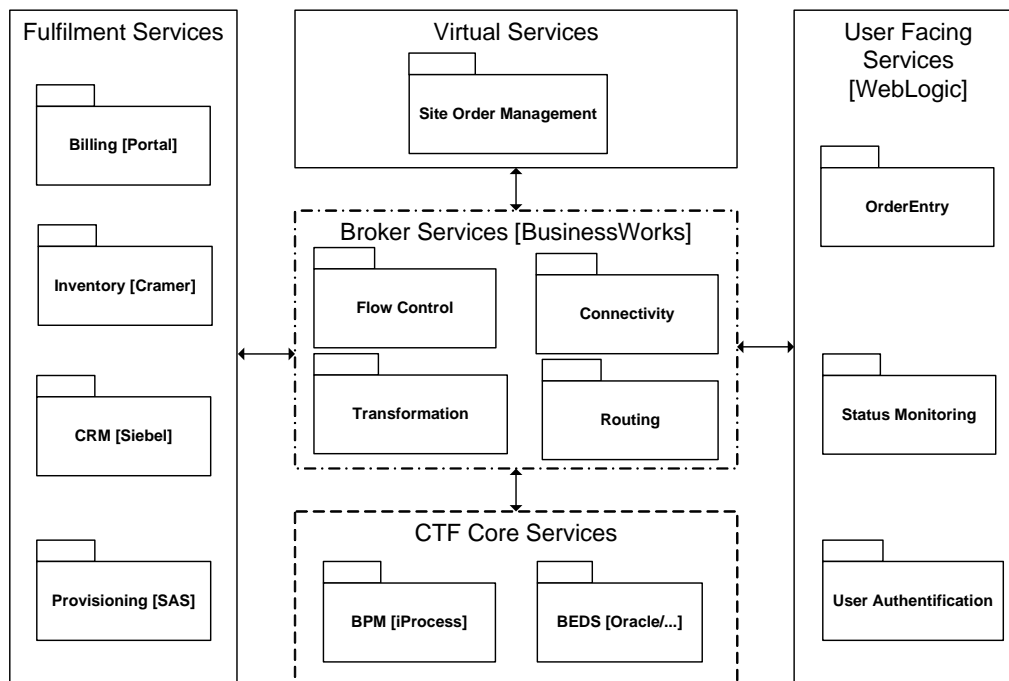 Fulfilment Services
Billing [Portal]
Inventory [Cramer]
CRM [Siebel]
Provisioning [SAS]
Virtual Services
Site Order Management
Broker Services [BusinessWorks]
Flow Control
Connectivity
Transformation
Routing
CTF Core Services
BPM [iProcess]
BEDS [Oracle/...]
User Facing
Services
[WebLogic]
OrderEntry
Status Monitoring
User Authentification